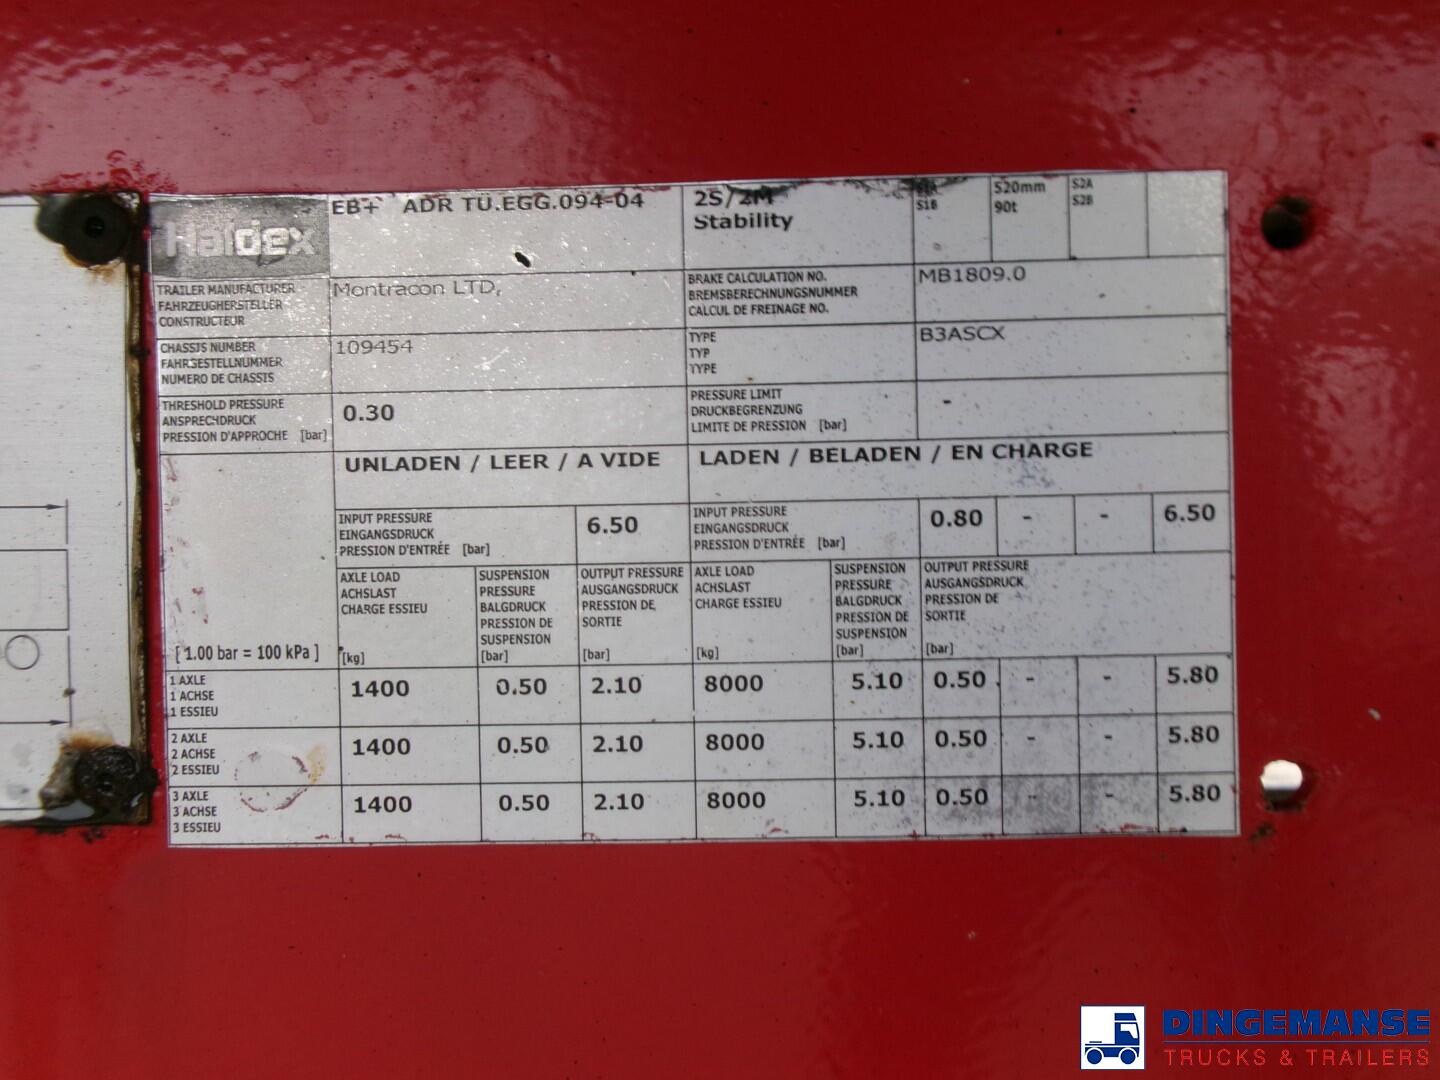 Haldex
EB+ ADR TÜ.EGG.094-04
2S/2M
Stability
S1A
S1B
520mm
90t
S2A
S2B
TRAILER MANUFACTURER
FAHRZEUGHERSTELLER
CONSTRUCTEUR
Montracon LTD,
BRAKE CALCULATION NO.
BREMSBERECHNUNGSNUMMER
CALCUL DE FREINAGE NO.
MB1809.0
CHASSIS NUMBER
FAHRSESTELLNUMMER
NUMERO DE CHASSIS
109454
TYPE
TYP
TYPE
B3ASCX
THRESHOLD PRESSURE
ANSPRECHDRUCK
PRESSION D'APPROCHE [bar]
0.30
PRESSURE LIMIT
DRUCKBEGRENZUNG
LIMITE DE PRESSION [bar]
-
UNLADEN / LEER / A VIDE
LADEN / BELADEN / EN CHARGE
INPUT PRESSURE
EINGANGSDRUCK
PRESSION D'ENTRÉE [bar]
6.50
INPUT PRESSURE
EINGANGSDRUCK
PRESSION D'ENTRÉE [bar]
0.80 - - 6.50
[ 1.00 bar = 100 kPa ]
AXLE LOAD
ACHSLAST
CHARGE ESSIEU
[kg]
SUSPENSION
PRESSURE
BALGDRUCK
PRESSION DE
SUSPENSION
[bar]
OUTPUT PRESSURE
AUSGANGSDRUCK
PRESSION DE
SORTIE
[bar]
AXLE LOAD
ACHSLAST
CHARGE ESSIEU
[kg]
SUSPENSION
PRESSURE
BALGDRUCK
PRESSION DE
SUSPENSION
[bar]
OUTPUT PRESSURE
AUSGANGSDRUCK
PRESSION DE
SORTIE
[bar]
1 AXLE
1 ACHSE
1 ESSIEU
1400 0.50 2.10 8000 5.10 0.50 - - 5.80
2 AXLE
2 ACHSE
2 ESSIEU
1400 0.50 2.10 8000 5.10 0.50 - - 5.80
3 AXLE
3 ACHSE
3 ESSIEU
1400 0.50 2.10 8000 5.10 0.50 - - 5.80
DINGEMANSE
TRUCKS & TRAILERS